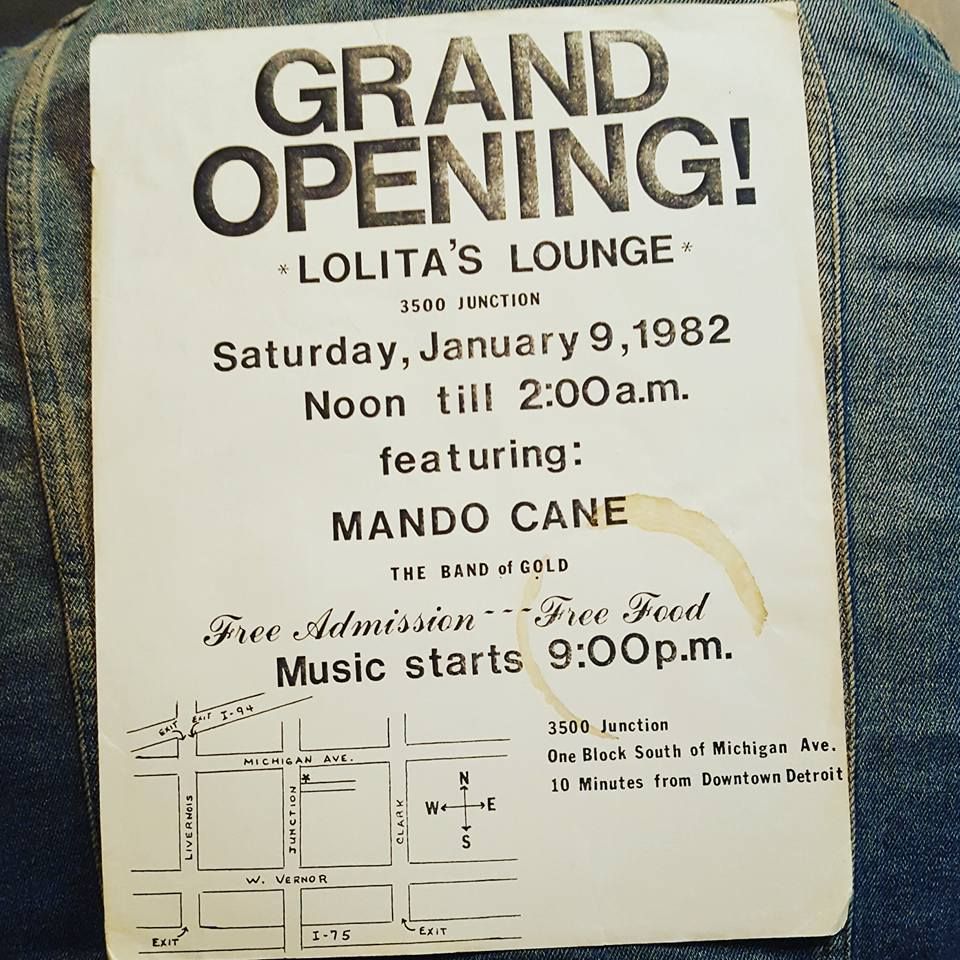 GRAND
OPENING!
* LOLITA'S LOUNGE *
3500 JUNCTION
Saturday, January 9, 1982
Noon till 2:00 a.m.
featuring:
MANDO CANE
THE BAND of GOLD
Free Admission --- Free Food
Music starts 9:00 p.m.
3500 Junction
One Block South of Michigan Ave.
10 Minutes from Downtown Detroit
EXIT EXIT I-94
MICHIGAN AVE.
*
LIVERNOIS
JUNCTION
CLARK
N
W E
S
W. VERNOR
EXIT
I-75
EXIT